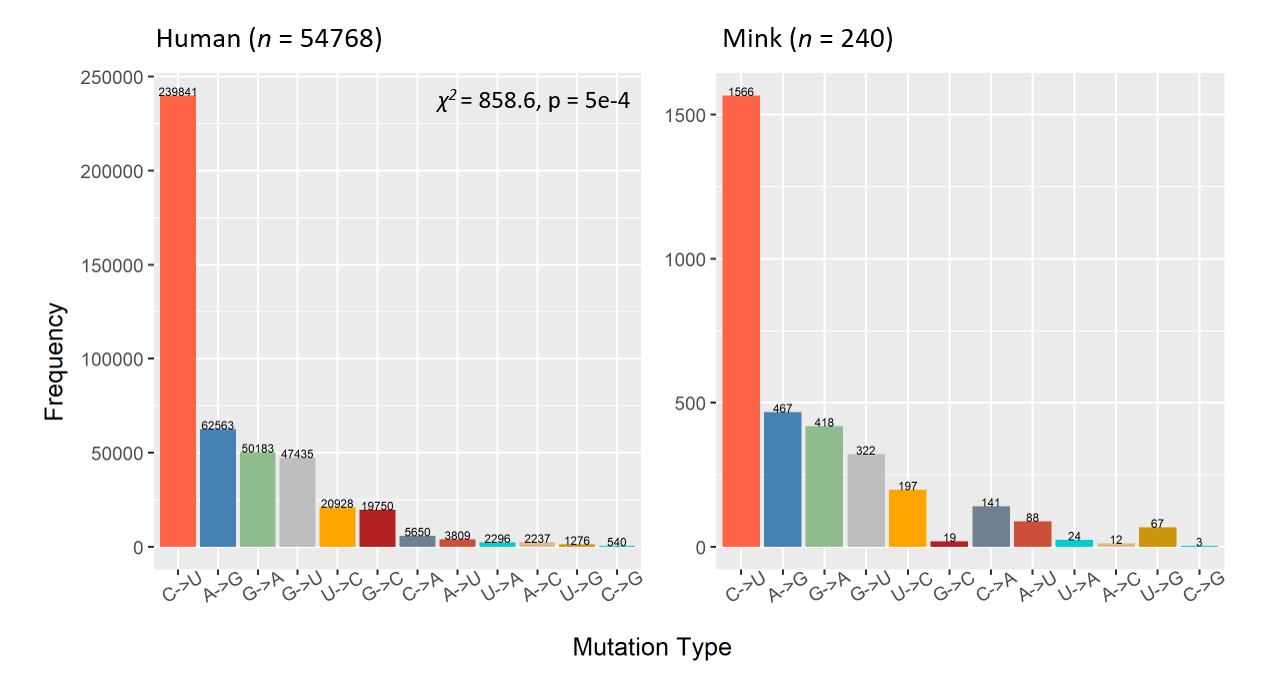 Human (n = 54768)
Mink (n = 240)
Frequency
250000
200000
150000
100000
50000
0
χ² = 858.6, p = 5e-4
239841
62563
50183
47435
20928
19750
5650
3809
2296
2237
1276
540
C->U
A->G
G->A
G->U
U->C
G->C
C->A
A->U
U->A
A->C
U->G
C->G
1500
1000
500
0
1566
467
418
322
197
19
141
88
24
12
67
3
C->U
A->G
G->A
G->U
U->C
G->C
C->A
A->U
U->A
A->C
U->G
C->G
Mutation Type